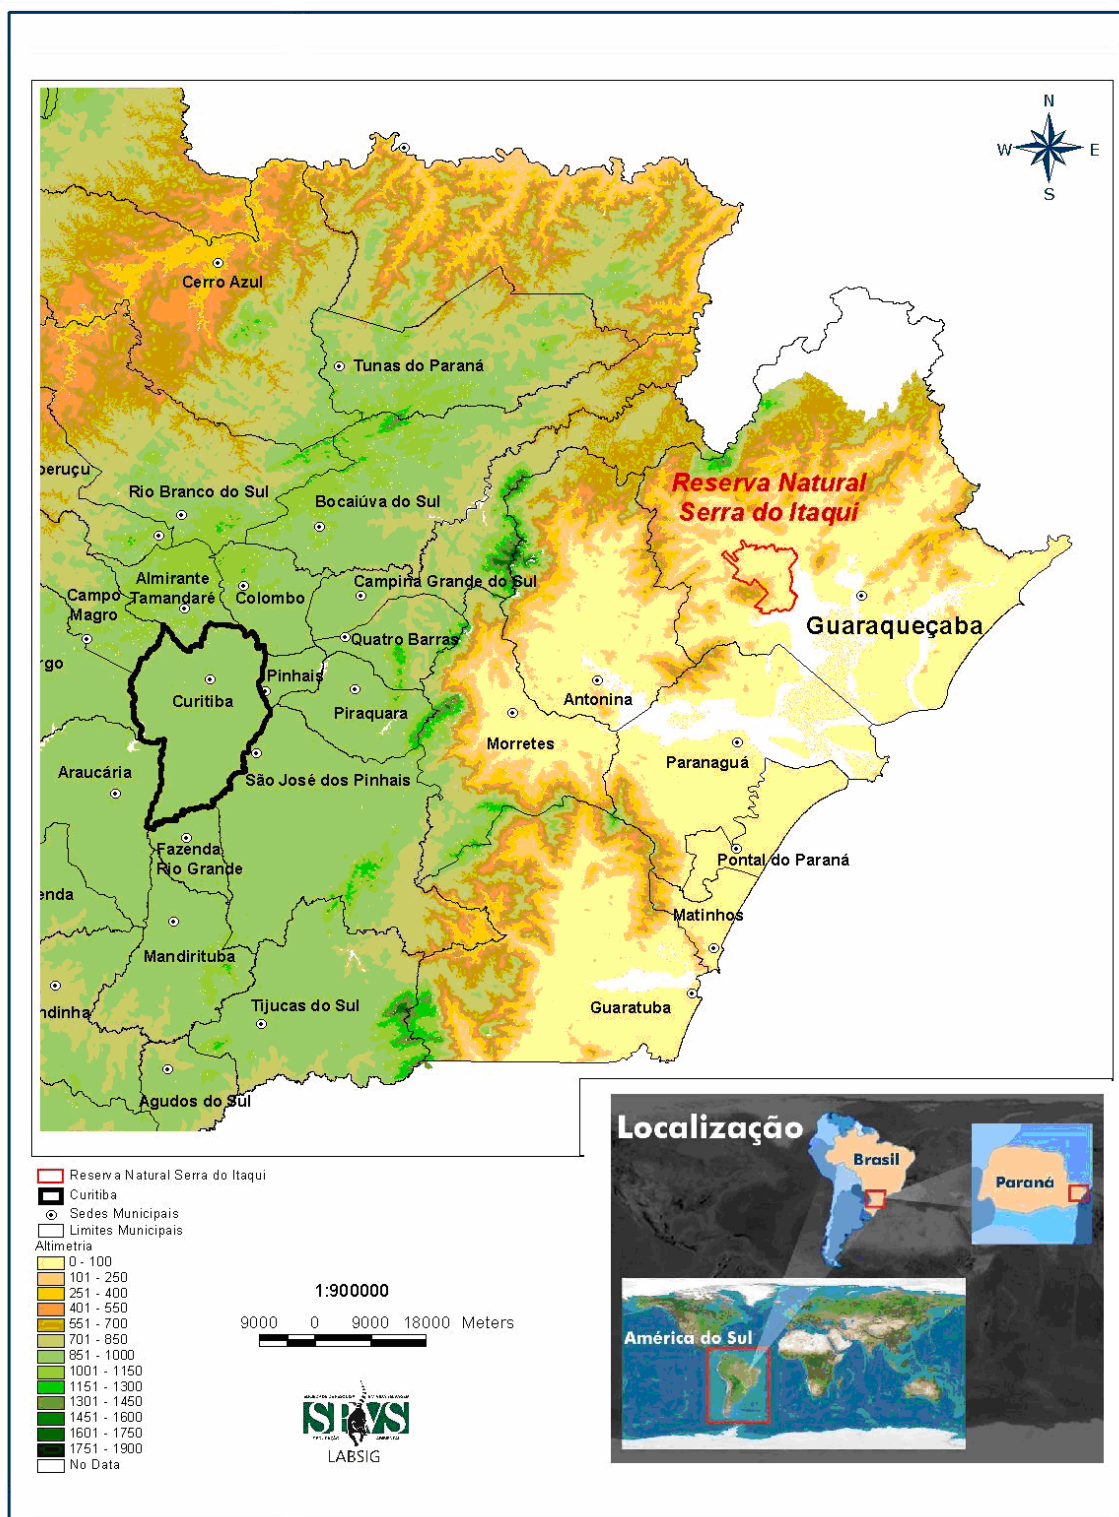 N
W E
S
Cerro Azul
Tunas do Paraná
peruçu
Rio Branco do Sul
Bocaiúva do Sul
Reserva Natural
Serra do Itaqui
Almirante
Tamandaré
Colombo
Campina Grande do Sul
Campo
Magro
Quatro Barras
Guaraqueçaba
rgo
Pinhais
Curitiba
Piraquara
Antonina
Morretes
Paranaguá
Araucária
São José dos Pinhais
Fazenda
Rio Grande
Pontal do Paraná
enda
Matinhos
Mandirituba
Tijucas do Sul
Guaratuba
ndinha
Agudos do Sul
Reserva Natural Serra do Itaqui
Curitiba
Sedes Municipais
Limites Municipais
Altimetria
0 - 100
101 - 250
251 - 400
401 - 550
551 - 700
701 - 850
851 - 1000
1001 - 1150
1151 - 1300
1301 - 1450
1451 - 1600
1601 - 1750
1751 - 1900
No Data
1:900000
9000 0 9000 18000 Meters
SPVS
LABSIG
Localização
Brasil
Paraná
América do Sul